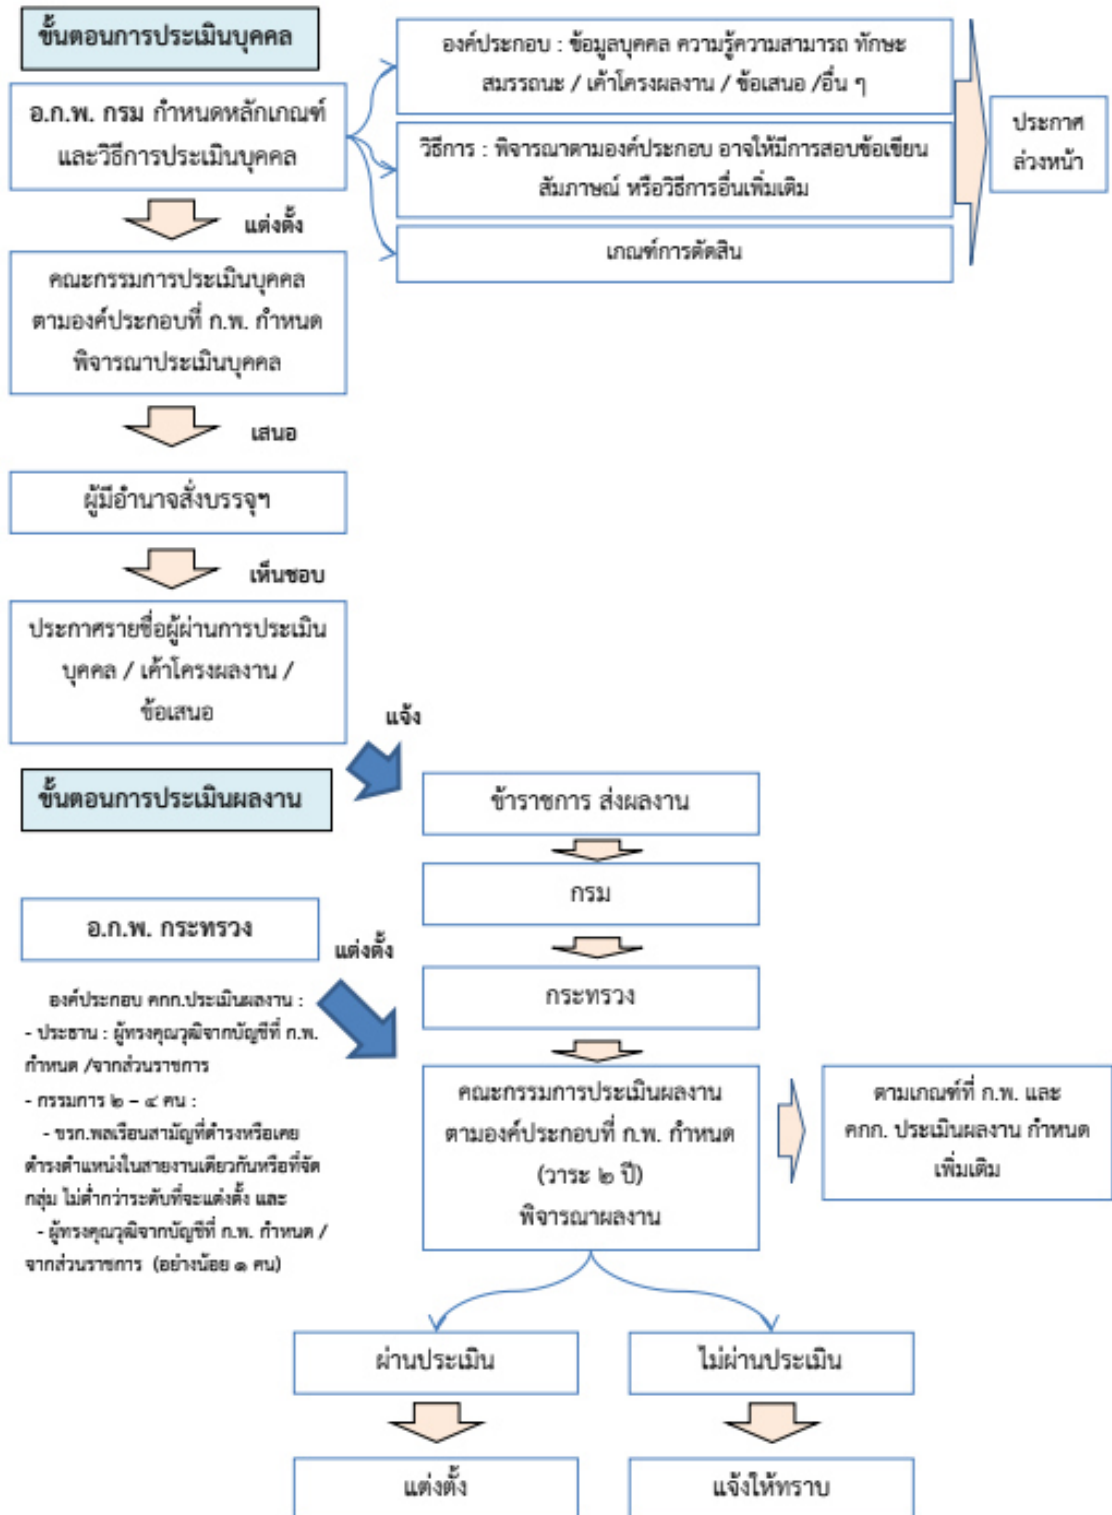 ขั้นตอนการประเมินบุคคล
อ.ก.พ. กรม กำหนดหลักเกณฑ์
และวิธีการประเมินบุคคล
องค์ประกอบ : ข้อมูลบุคคล ความรู้ความสามารถ ทักษะ
สมรรถนะ / เค้าโครงผลงาน / ข้อเสนอ /อื่น ๆ
วิธีการ : พิจารณาตามองค์ประกอบ อาจให้มีการสอบข้อเขียน
สัมภาษณ์ หรือวิธีการอื่นเพิ่มเติม
เกณฑ์การตัดสิน
ประกาศ
ล่วงหน้า
แต่งตั้ง
คณะกรรมการประเมินบุคคล
ตามองค์ประกอบที่ ก.พ. กำหนด
พิจารณาประเมินบุคคล
เสนอ
ผู้มีอำนาจสั่งบรรจุฯ
เห็นชอบ
ประกาศรายชื่อผู้ผ่านการประเมิน
บุคคล / เค้าโครงผลงาน /
ข้อเสนอ
แจ้ง
ขั้นตอนการประเมินผลงาน
ข้าราชการ ส่งผลงาน
กรม
กระทรวง
อ.ก.พ. กระทรวง
แต่งตั้ง
องค์ประกอบ คกก.ประเมินผลงาน :
- ประธาน : ผู้ทรงคุณวุฒิจากบัญชีที่ ก.พ.
กำหนด /จากส่วนราชการ
- กรรมการ ๒ – ๔ คน :
- ขรก.พลเรือนสามัญที่ดำรงหรือเคย
ดำรงตำแหน่งในสายงานเดียวกันหรือที่จัด
กลุ่ม ไม่ต่ำกว่าระดับที่จะแต่งตั้ง และ
- ผู้ทรงคุณวุฒิจากบัญชีที่ ก.พ. กำหนด /
จากส่วนราชการ (อย่างน้อย ๑ คน)
คณะกรรมการประเมินผลงาน
ตามองค์ประกอบที่ ก.พ. กำหนด
(วาระ ๒ ปี)
พิจารณาผลงาน
ตามเกณฑ์ที่ ก.พ. และ
คกก. ประเมินผลงาน กำหนด
เพิ่มเติม
ผ่านประเมิน
ไม่ผ่านประเมิน
แต่งตั้ง
แจ้งให้ทราบ